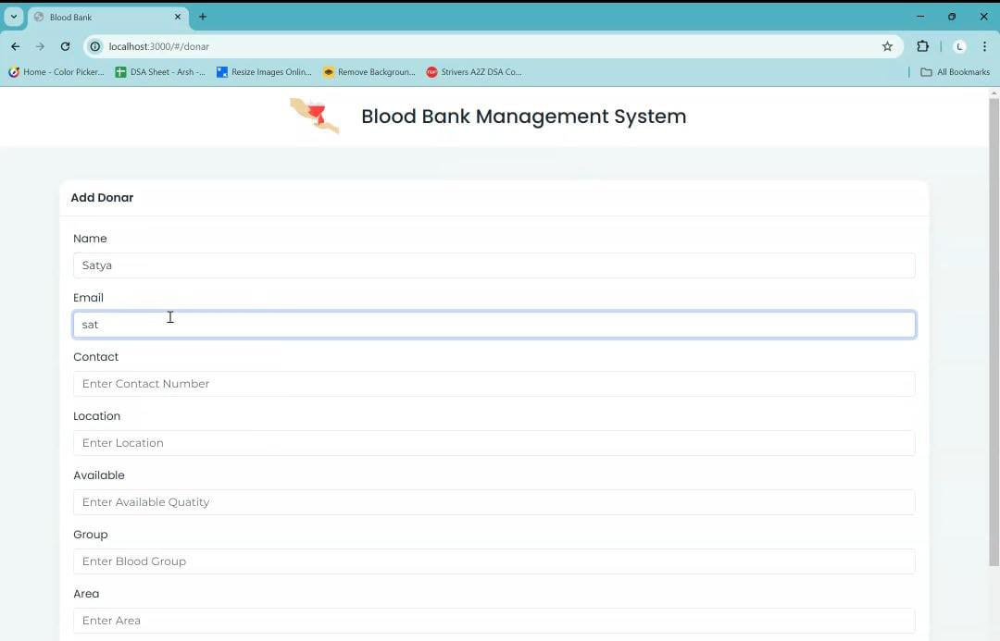 Blood Bank
localhost:3000/#/donar
L
Home - Color Picker...
DSA Sheet - Arsh -...
Resize Images Onlin...
Remove Backgroun...
Strivers A2Z DSA Co...
All Bookmarks
Blood Bank Management System
Add Donar
Name
Satya
Email
sat
Contact
Enter Contact Number
Location
Enter Location
Available
Enter Available Quatity
Group
Enter Blood Group
Area
Enter Area